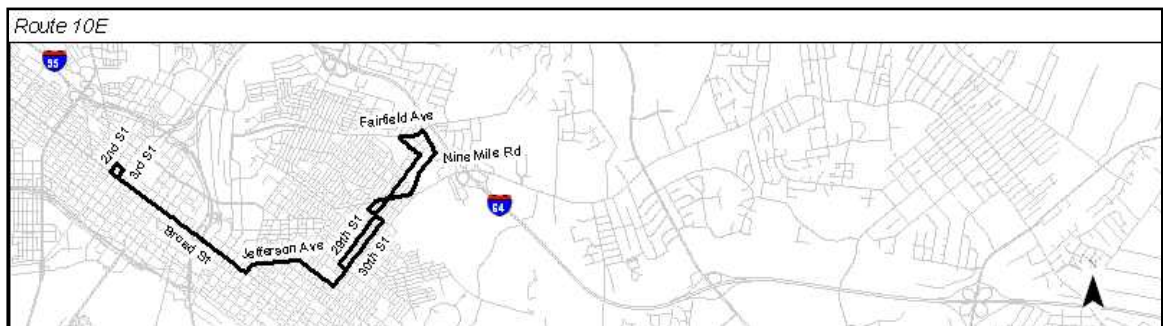 Route 10E
95
Fairfield Ave
2nd St
3rd St
Nine Mile Rd
64
29th St
Jefferson Ave
Broad St
30th St